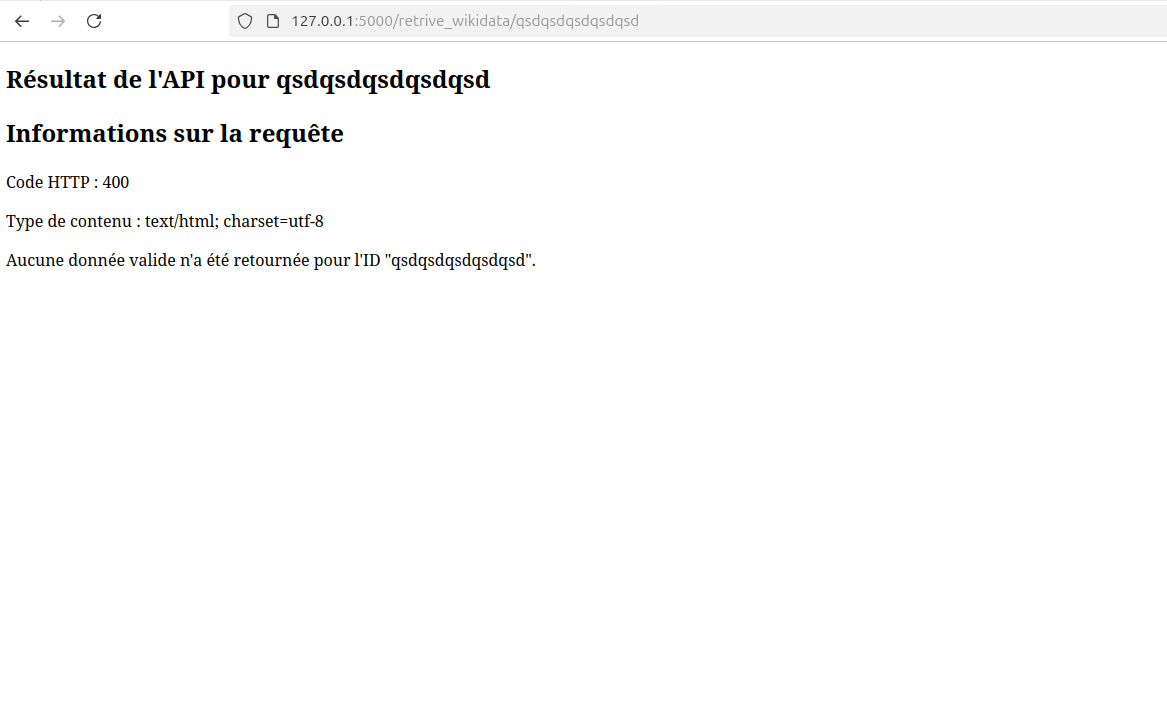 127.0.0.1:5000/retrive_wikidata/qsdqsdqsdqsdqsd
Résultat de l'API pour qsdqsdqsdqsdqsd
Informations sur la requête
Code HTTP : 400
Type de contenu : text/html; charset=utf-8
Aucune donnée valide n'a été retournée pour l'ID "qsdqsdqsdqsdqsd".